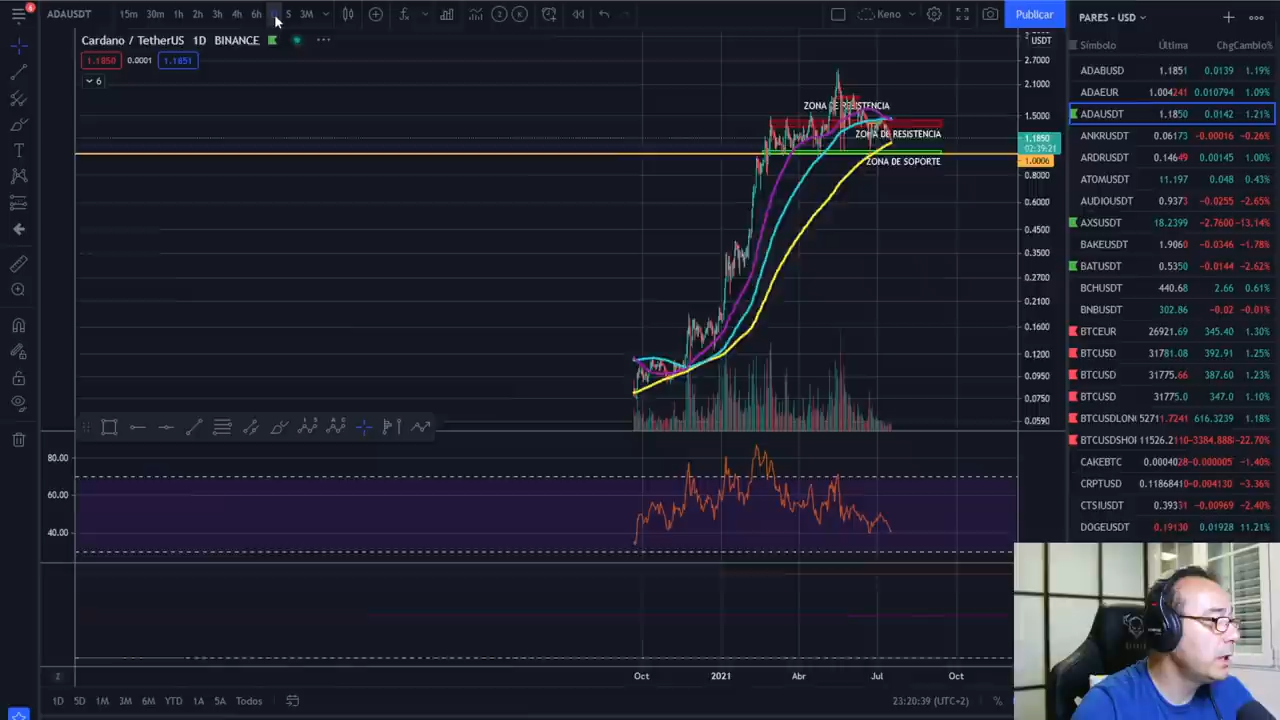 ADAUSDT 15m 30m 1h 2h 3h 4h 6h S 3M Keno Publicar
Cardano / TetherUS 1D BINANCE
1.1850 0.0001 1.1851
6
USDT
2.7000
2.1000
1.5000
1.1850
02:39:21
1.0006
0.8000
0.6000
0.4500
0.3500
0.2700
0.2100
0.1600
0.1200
0.0950
0.0750
0.0590
ZONA DE RESISTENCIA
ZONA DE RESISTENCIA
ZONA DE SOPORTE
80.00
60.00
40.00
Z Oct 2021 Abr Jul Oct
1D 5D 1M 3M 6M YTD 1A 5A Todos 23:20:39 (UTC+2) %
PARES - USD
Símbolo Última Chg Cambio%
ADABUSD 1.1851 0.0139 1.19%
ADAEUR 1.004241 0.010794 1.09%
ADAUSDT 1.1850 0.0142 1.21%
ANKRUSDT 0.06173 -0.00016 -0.26%
ARDRUSDT 0.14649 0.00145 1.00%
ATOMUSDT 11.197 0.048 0.43%
AUDIOUSDT 0.9373 -0.0255 -2.65%
AXSUSDT 18.2399 -2.7600 -13.14%
BAKEUSDT 1.9060 -0.0346 -1.78%
BATUSDT 0.5350 -0.0144 -2.62%
BCHUSDT 440.68 2.66 0.61%
BNBUSDT 302.86 -0.02 -0.01%
BTCEUR 26921.69 345.40 1.30%
BTCUSD 31781.08 392.91 1.25%
BTCUSD 31775.66 387.60 1.23%
BTCUSD 31775.0 347.0 1.10%
BTCUSDLON 52711.7241 616.3239 1.18%
BTCUSDSHO 11526.2110 -3384.8888 -22.70%
CAKEBTC 0.00040 28 -0.000005 -1.40%
CRPTUSD 0.1186841 0 -0.004130 -3.36%
CTSIUSDT 0.39331 -0.00969 -2.40%
DOGEUSDT 0.19130 0.01928 11.21%